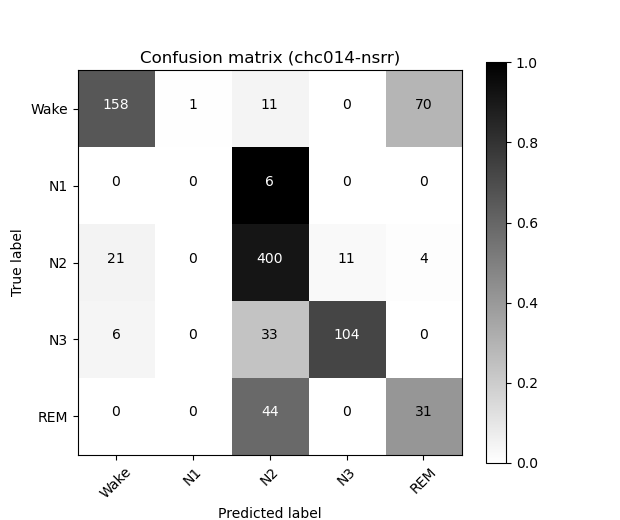 Confusion matrix (chc014-nsrr)
1.0
0.8
0.6
0.4
0.2
0.0
True label
Wake 158 1 11 0 70
N1 0 0 6 0 0
N2 21 0 400 11 4
N3 6 0 33 104 0
REM 0 0 44 0 31
Wake N1 N2 N3 REM
Predicted label